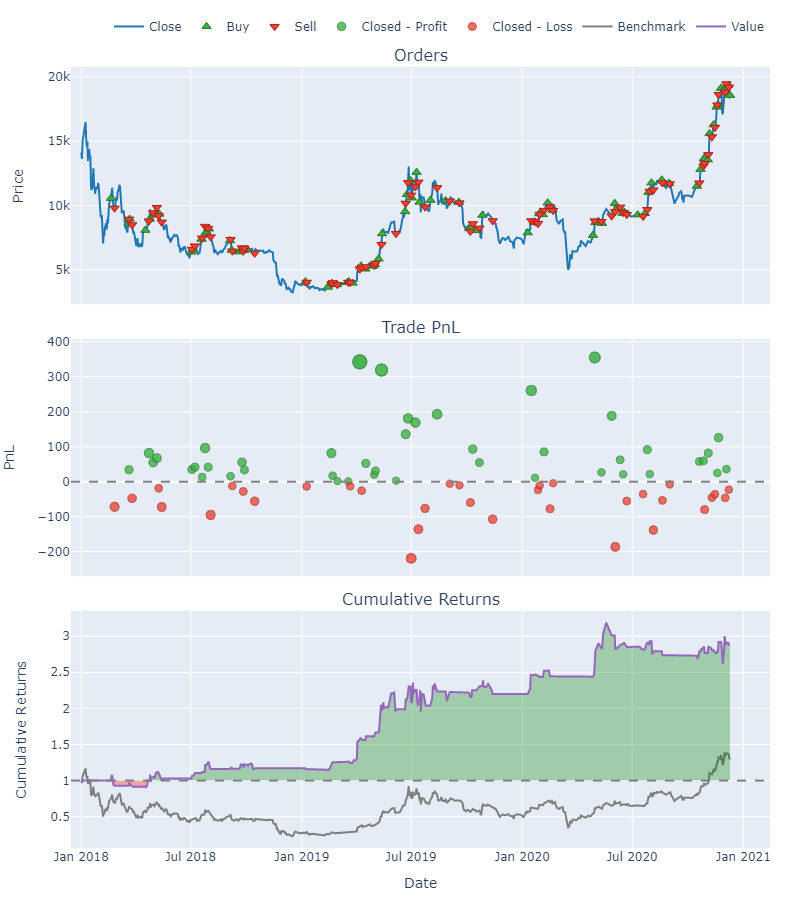 Close Buy Sell Closed - Profit Closed - Loss Benchmark Value
Orders
20k
15k
10k
5k
Price
Trade PnL
400
300
200
100
0
−100
−200
PnL
Cumulative Returns
3
2.5
2
1.5
1
0.5
Cumulative Returns
Jan 2018 Jul 2018 Jan 2019 Jul 2019 Jan 2020 Jul 2020 Jan 2021
Date